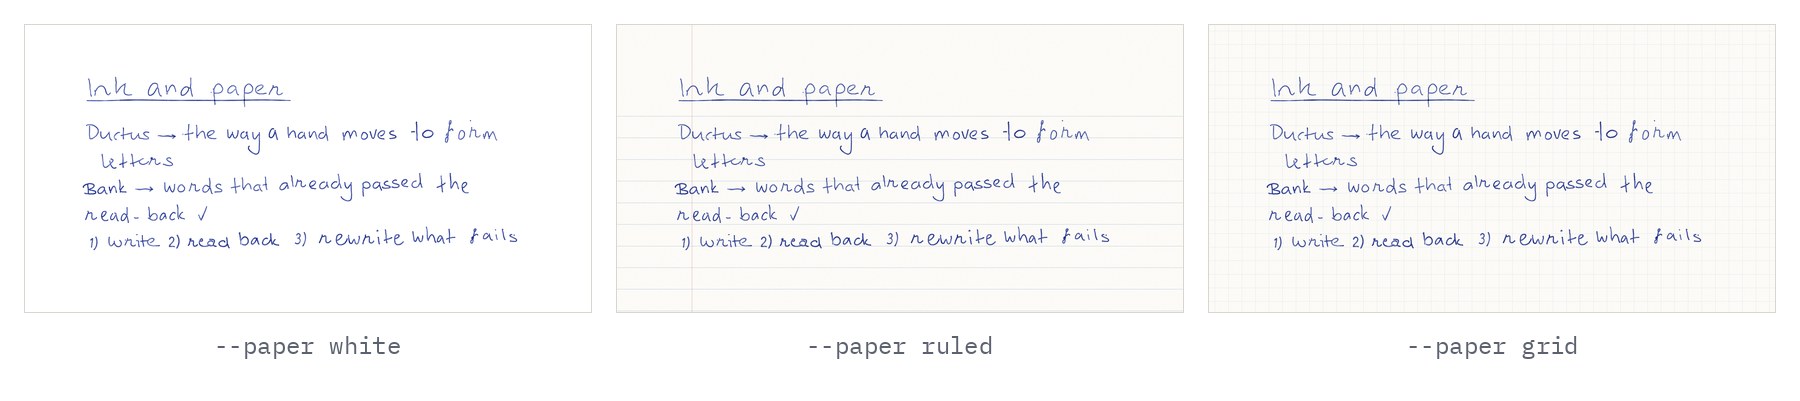 Ink and paper
Ductus → the way a hand moves to form
letters
Bank → words that already passed the
read-back ✓
1) write 2) read back 3) rewrite what fails
--paper white
Ink and paper
Ductus → the way a hand moves to form
letters
Bank → words that already passed the
read-back ✓
1) write 2) read back 3) rewrite what fails
--paper ruled
Ink and paper
Ductus → the way a hand moves to form
letters
Bank → words that already passed the
read-back ✓
1) write 2) read back 3) rewrite what fails
--paper grid